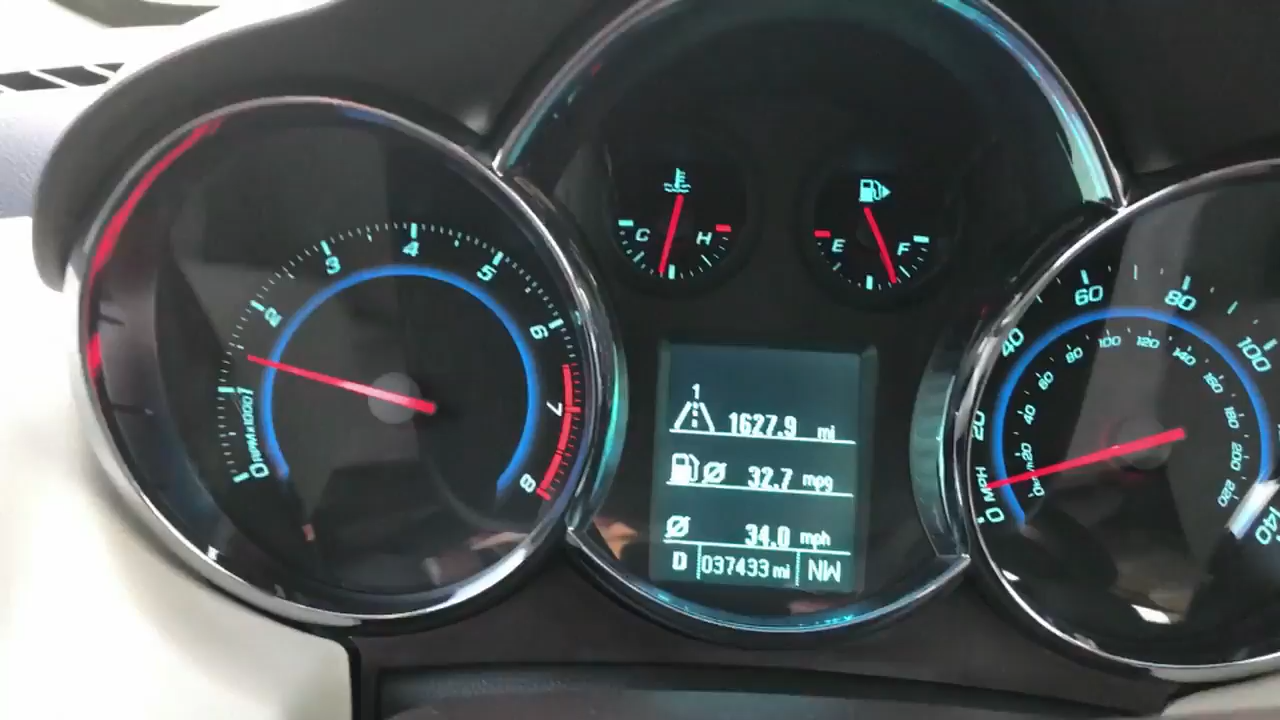 0 RPM x1000 1 2 3 4 5 6 7 8
C H
E F
1
1627.9 mi
Ø 32.7 mpg
Ø 34.0 mph
D 037433 mi NW
0 MPH 20 40 60 80 100 140
0 km/h 20 40 60 80 100 120 140 160 180 200 220